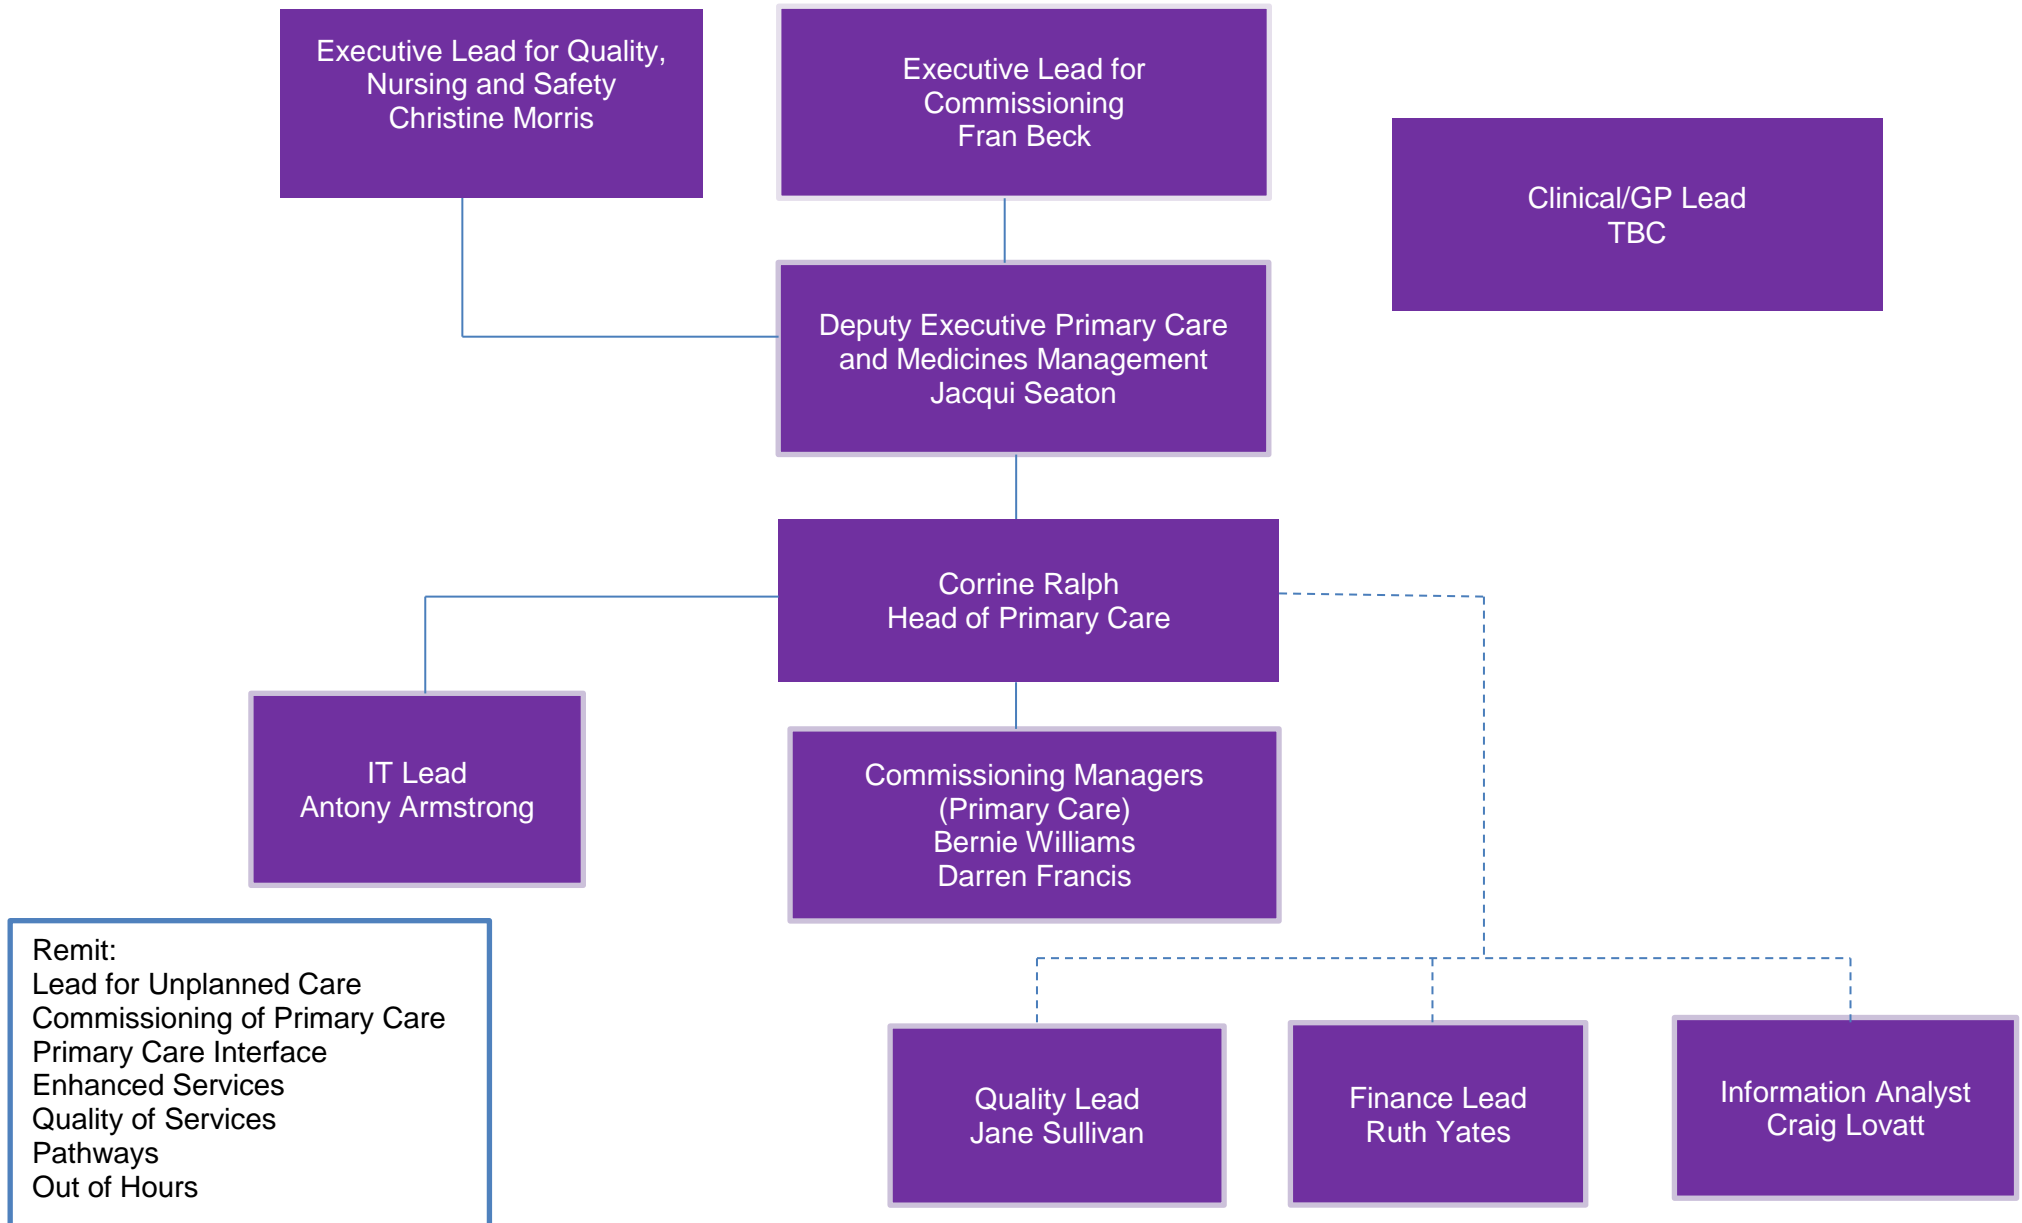 Executive Lead for Quality,
Nursing and Safety
Christine Morris
Executive Lead for
Commissioning
Fran Beck
Clinical/GP Lead
TBC
Deputy Executive Primary Care
and Medicines Management
Jacqui Seaton
Corrine Ralph
Head of Primary Care
IT Lead
Antony Armstrong
Commissioning Managers
(Primary Care)
Bernie Williams
Darren Francis
Remit:
Lead for Unplanned Care
Commissioning of Primary Care
Primary Care Interface
Enhanced Services
Quality of Services
Pathways
Out of Hours
Quality Lead
Jane Sullivan
Finance Lead
Ruth Yates
Information Analyst
Craig Lovatt